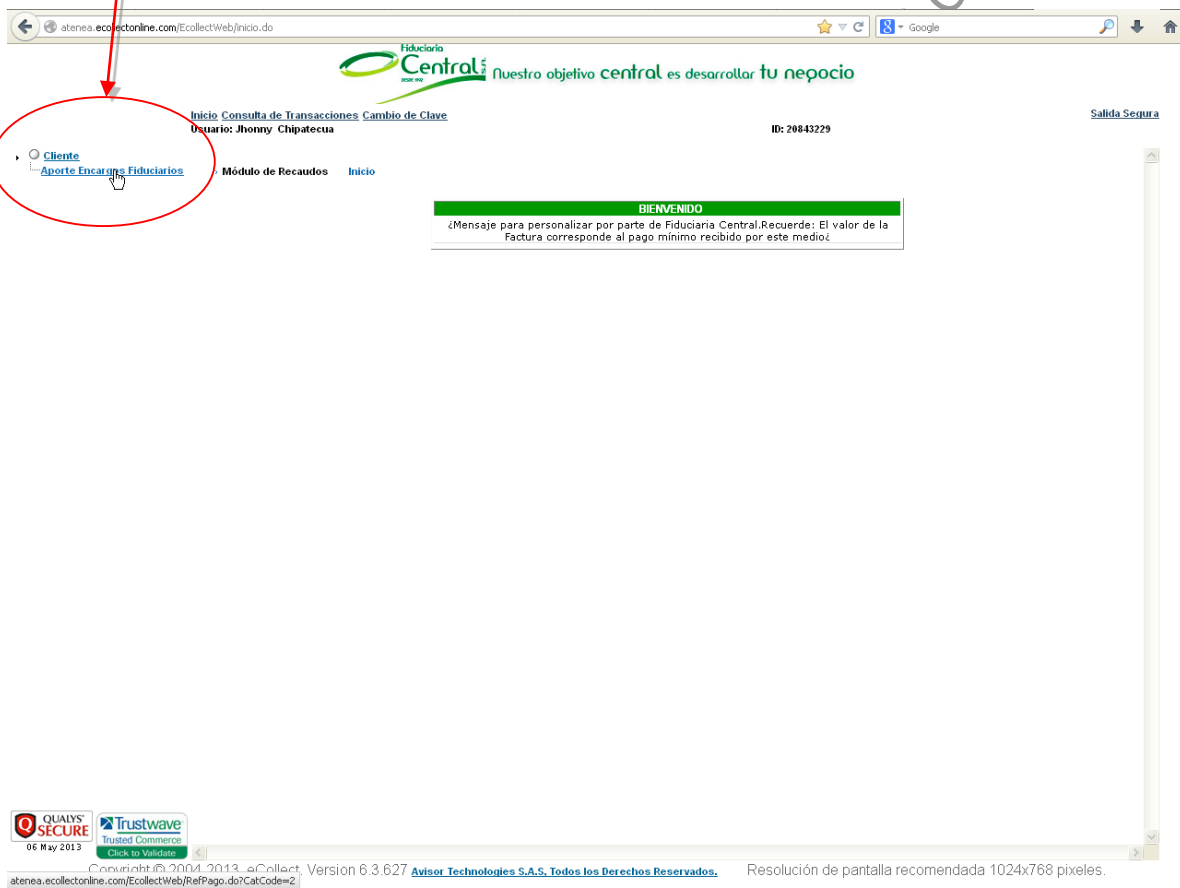 atenea.ecollectonline.com/EcollectWeb/inicio.do
Google
Fiduciaria
Central S.A.
DESDE 1992
Nuestro objetivo central es desarrollar tu negocio
Inicio Consulta de Transacciones Cambio de Clave
Salida Segura
Usuario: Jhonny Chipatecua
ID: 20843229
Cliente
Aporte Encargos Fiduciarios
Módulo de Recaudos
Inicio
BIENVENIDO
¿Mensaje para personalizar por parte de Fiduciaria Central.Recuerde: El valor de la
Factura corresponde al pago mínimo recibido por este medio¿
QUALYS'
SECURE
06 May 2013
Trustwave
Trusted Commerce
Click to Validate
Copyright © 2004-2013. eCollect. Version 6.3.627 Avisor Technologies S.A.S, Todos los Derechos Reservados. Resolución de pantalla recomendada 1024x768 pixeles.
atenea.ecollectonline.com/EcollectWeb/RefPago.do?CatCode=2